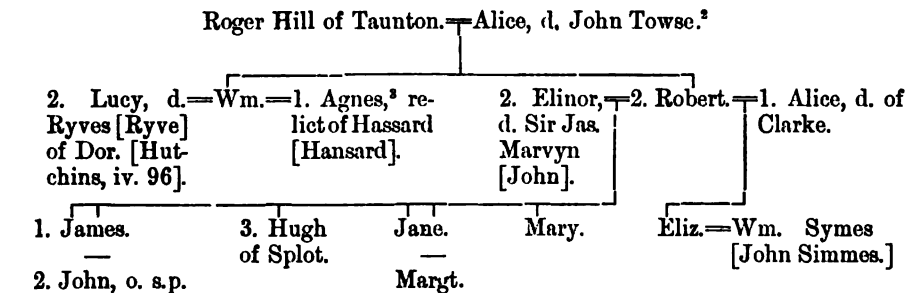 Roger Hill of Taunton.=Alice, d. John Towse.²
2. Lucy, d.=Wm.=1. Agnes,³ re- 2. Elinor,=2. Robert.=1. Alice, d. of
Ryves [Ryve] lict of Hassard d. Sir Jas. Clarke.
of Dor. [Hut- [Hansard]. Marvyn
chins, iv. 96]. [John].
1. James. 3. Hugh Jane. Mary. Eliz.=Wm. Symes
— of Splot. — [John Simmes.]
2. John, o. s.p. Margt.